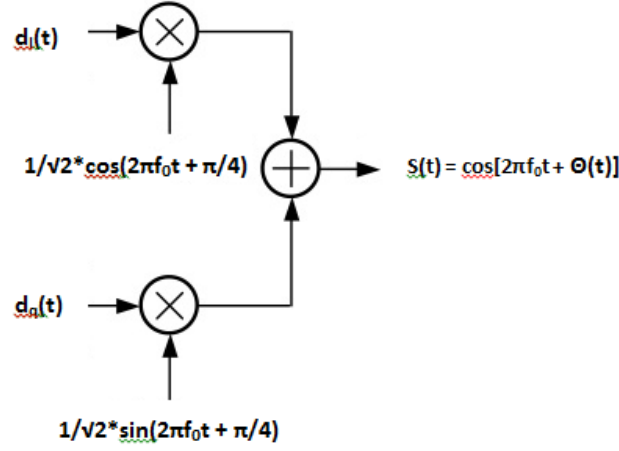 dI(t)
1/√2*cos(2πf₀t + π/4)
S(t) = cos[2πf₀t + Θ(t)]
dq(t)
1/√2*sin(2πf₀t + π/4)